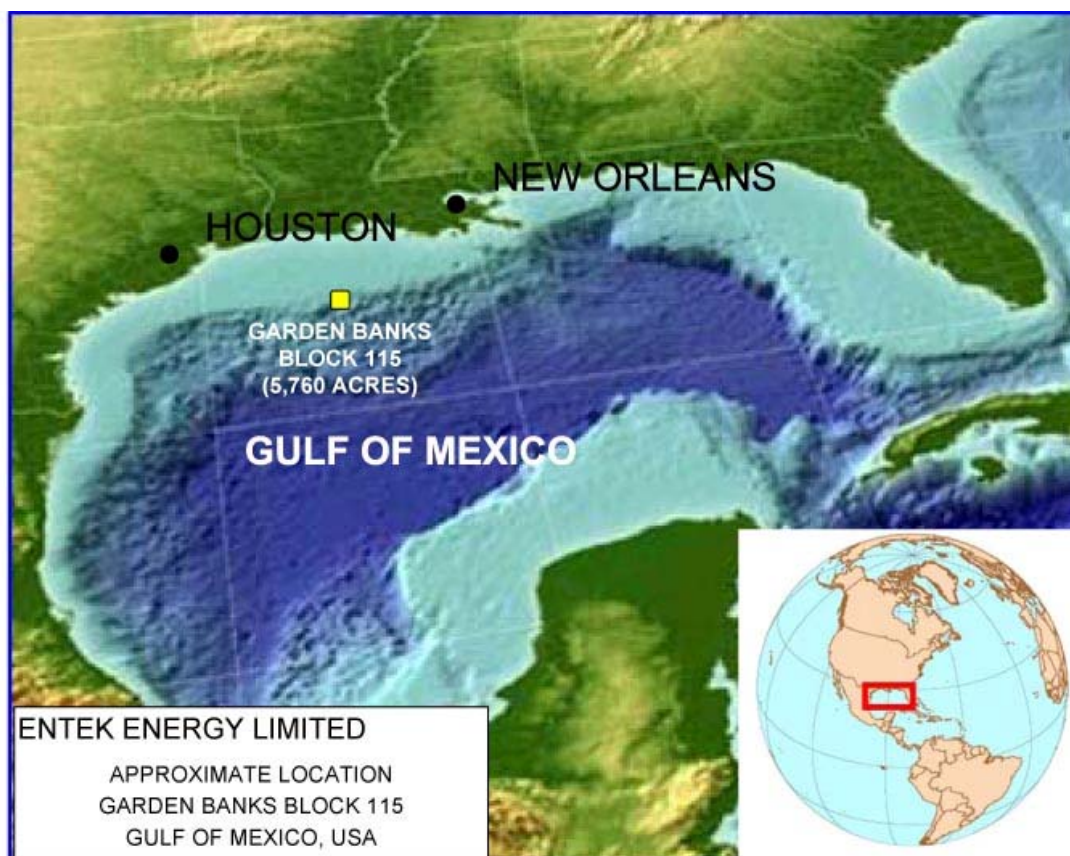 NEW ORLEANS
HOUSTON
GARDEN BANKS
BLOCK 115
(5,760 ACRES)
GULF OF MEXICO
ENTEK ENERGY LIMITED
APPROXIMATE LOCATION
GARDEN BANKS BLOCK 115
GULF OF MEXICO, USA